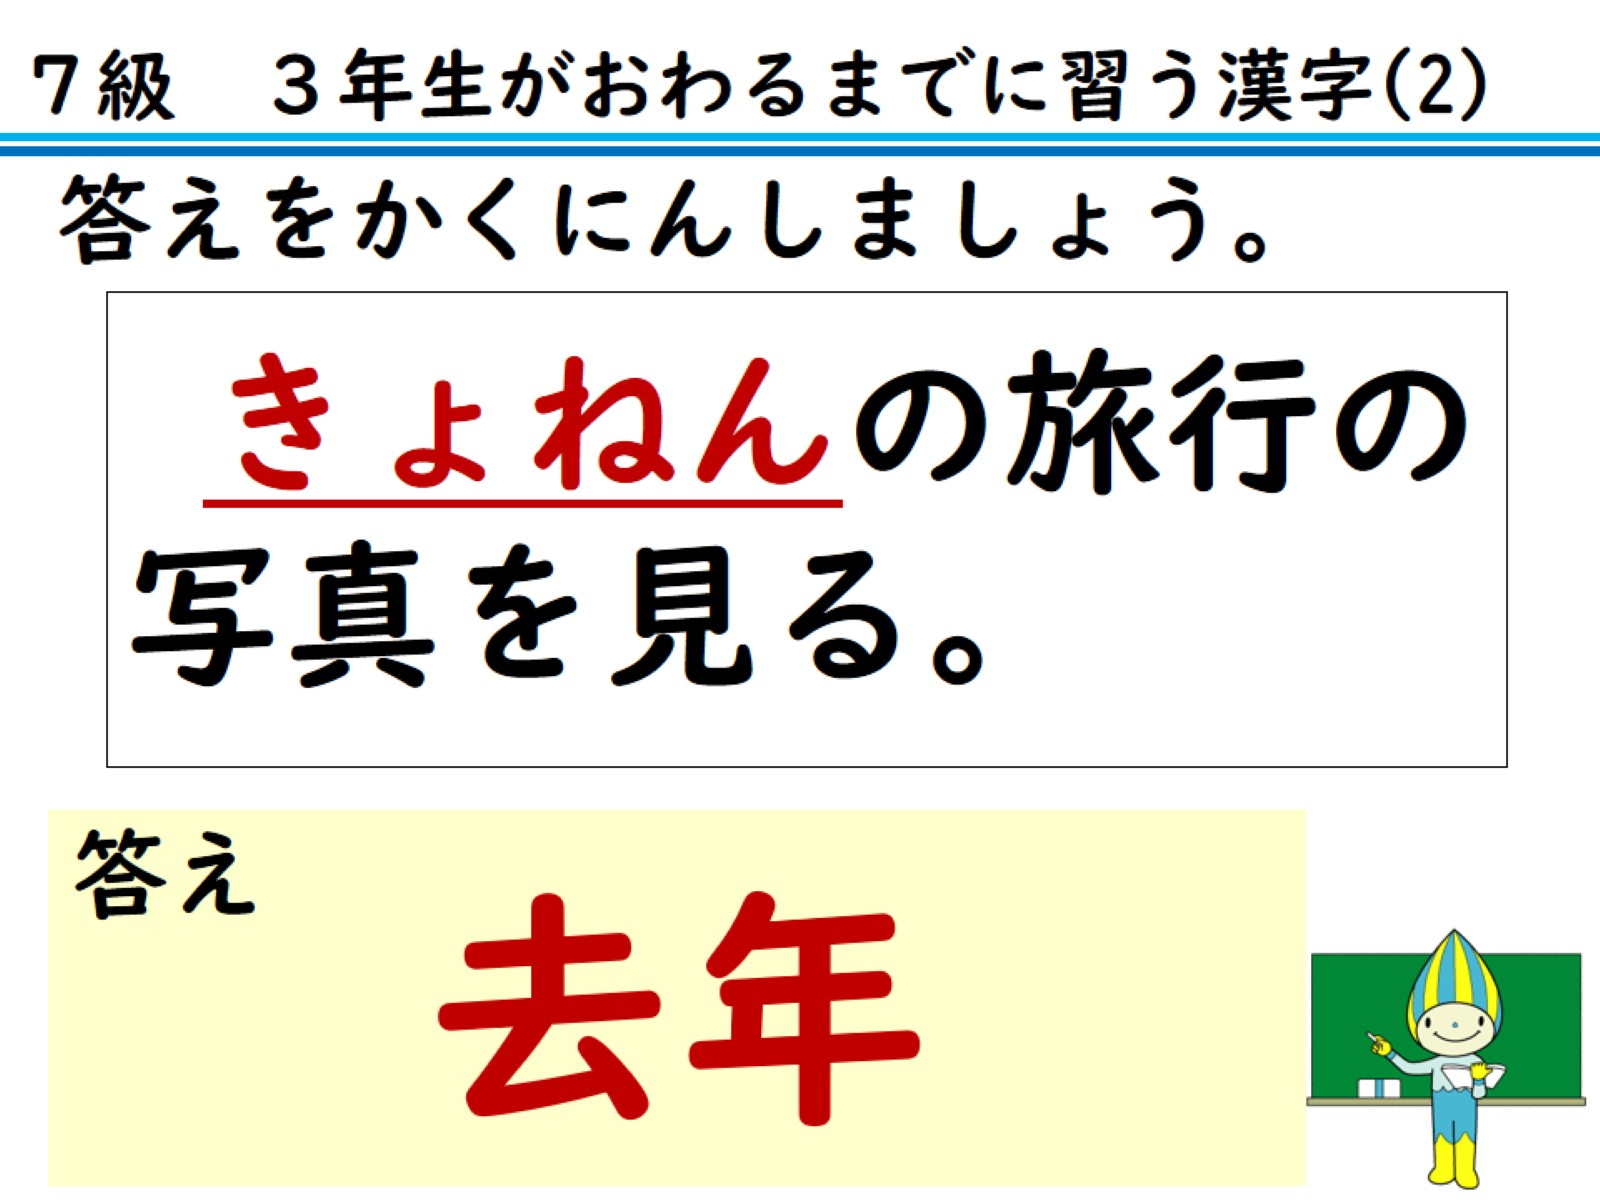 ７級　３年生がおわるまでに習う漢字(2)
答えをかくにんしましょう。
きょねんの旅行の
写真を見る。
答え
去年